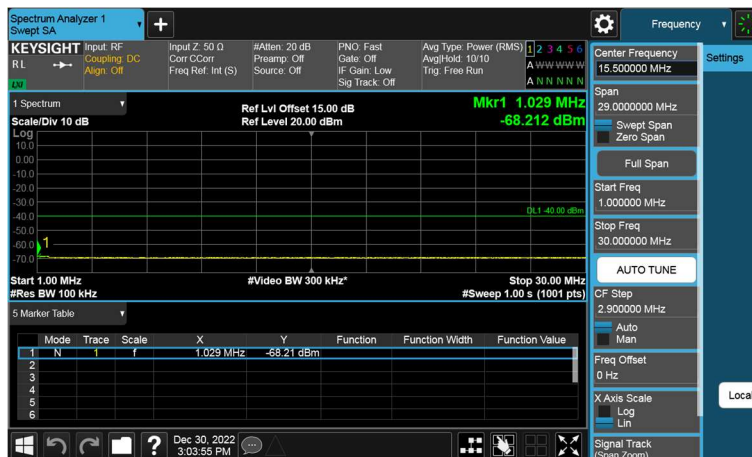 Spectrum Analyzer 1
Swept SA
Frequency
KEYSIGHT
Input: RF
Input Z: 50 Ω
#Atten: 20 dB
PNO: Fast
Avg Type: Power (RMS)
1 2 3 4 5 6
RL
Coupling: DC
Corr CCorr
Preamp: Off
Gate: Off
Avg|Hold: 10/10
A WW WW W
Align: Off
Freq Ref: Int (S)
Source: Off
IF Gain: Low
Trig: Free Run
Sig Track: Off
A N N N N N
LXI
1 Spectrum
Ref Lvl Offset 15.00 dB
Mkr1 1.029 MHz
Scale/Div 10 dB
Ref Level 20.00 dBm
-68.212 dBm
Log
10.0
0.00
-10.0
-20.0
-30.0
DL1 -40.00 dBm
-40.0
-50.0
-60.0
1
-70.0
Start 1.00 MHz
#Video BW 300 kHz*
Stop 30.00 MHz
#Res BW 100 kHz
#Sweep 1.00 s (1001 pts)
5 Marker Table
Mode Trace Scale X Y Function Function Width Function Value
1 N 1 f 1.029 MHz -68.21 dBm
2
3
4
5
6
Dec 30, 2022
3:03:55 PM
Center Frequency
15.500000 MHz
Settings
Span
29.0000000 MHz
Swept Span
Zero Span
Full Span
Start Freq
1.000000 MHz
Stop Freq
30.000000 MHz
AUTO TUNE
CF Step
2.900000 MHz
Auto
Man
Freq Offset
0 Hz
X Axis Scale
Log
Lin
Local
Signal Track
(Span Zoom)